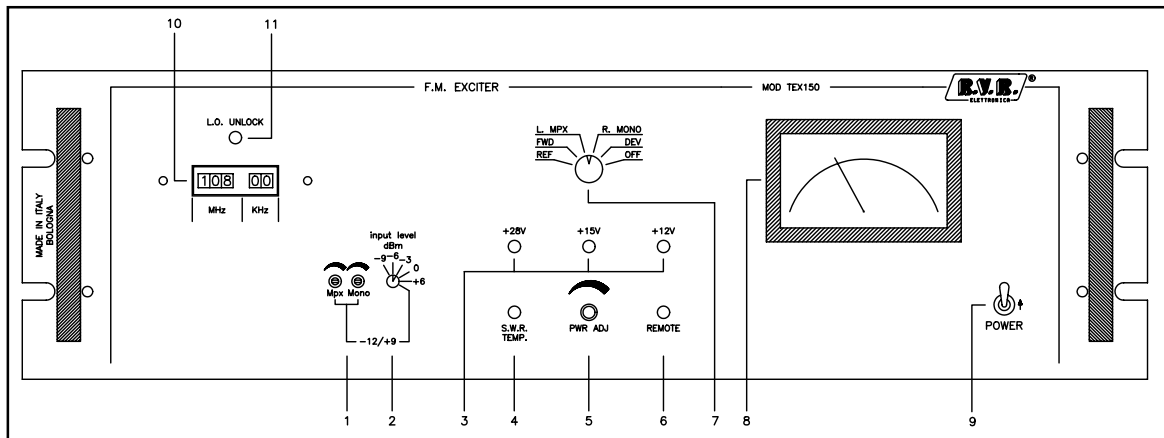 10
11
F.M. EXCITER
MOD TEX150
R.V.R.®
ELETTRONICA
L.O. UNLOCK
108 00
MHz KHz
MADE IN ITALY
BOLOGNA
L. MPX R. MONO
FWD DEV
REF OFF
8
input level
dBm
-9 -6 -3 0 +6
Mpx Mono
-12/+9
+28V +15V +12V
S.W.R.
TEMP.
PWR ADJ
REMOTE
POWER
1 2 3 4 5 6 7 8 9